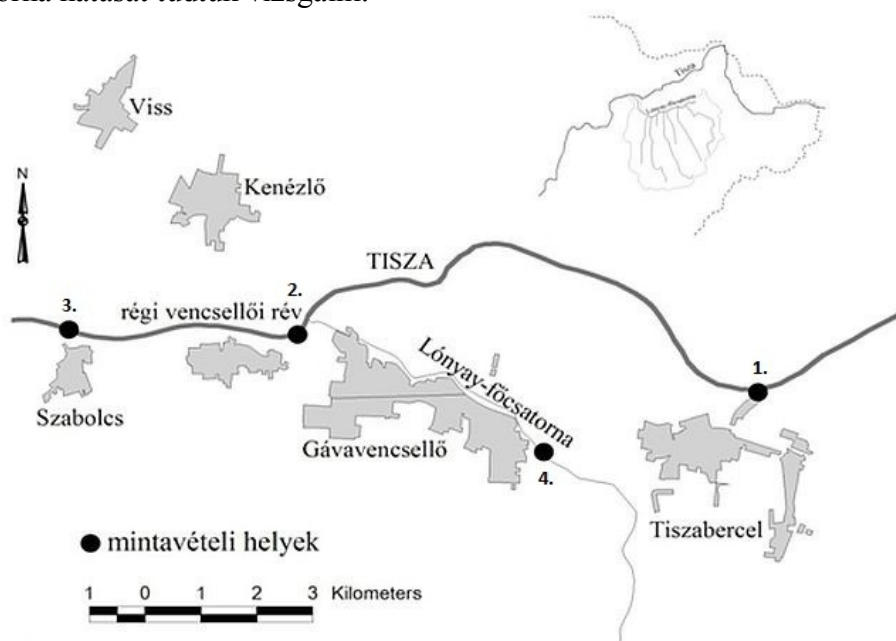 Viss
Tisza
Kenézlő
N
TISZA
2.
régi vencsellői rév
3.
1.
Lónyay-főcsatorna
Szabolcs
Gávavencsellő
4.
Tiszabercel
mintavételi helyek
1 0 1 2 3 Kilometers